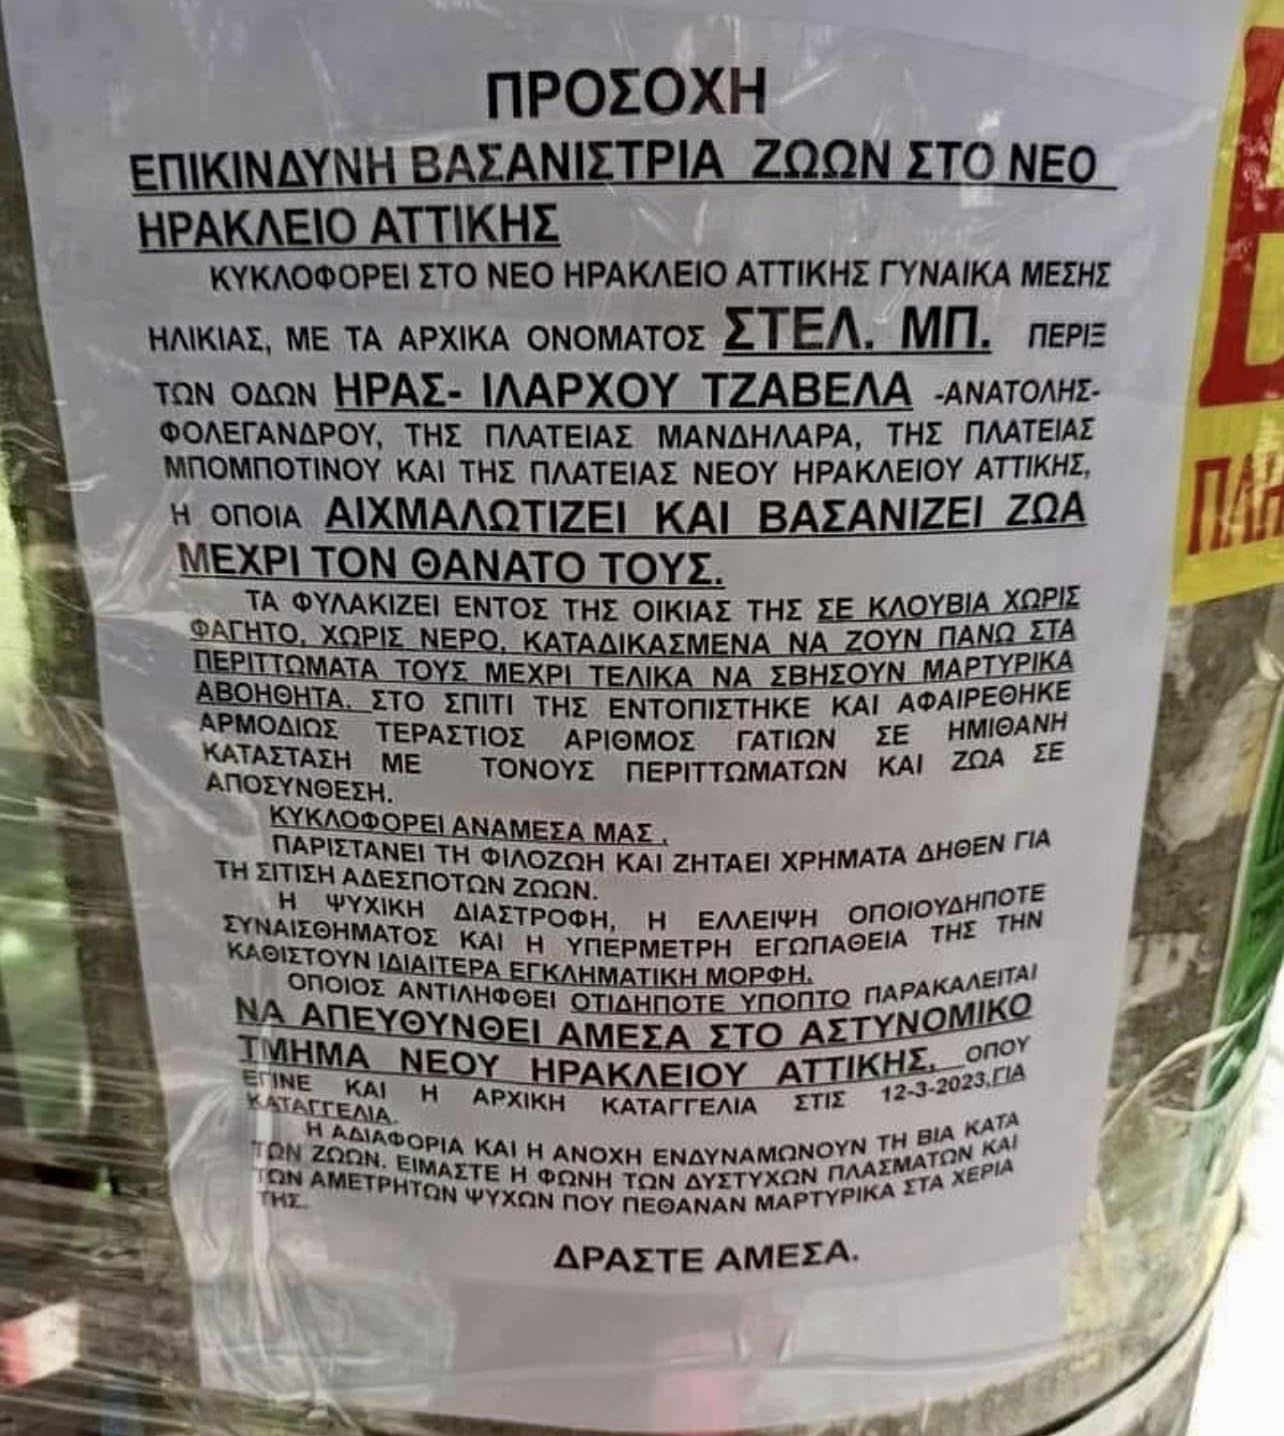 ΠΡΟΣΟΧΗ
ΕΠΙΚΙΝΔΥΝΗ ΒΑΣΑΝΙΣΤΡΙΑ ΖΩΩΝ ΣΤΟ ΝΕΟ
ΗΡΑΚΛΕΙΟ ΑΤΤΙΚΗΣ
ΚΥΚΛΟΦΟΡΕΙ ΣΤΟ ΝΕΟ ΗΡΑΚΛΕΙΟ ΑΤΤΙΚΗΣ ΓΥΝΑΙΚΑ ΜΕΣΗΣ
ΗΛΙΚΙΑΣ, ΜΕ ΤΑ ΑΡΧΙΚΑ ΟΝΟΜΑΤΟΣ ΣΤΕΛ. ΜΠ. ΠΕΡΙΞ
ΤΩΝ ΟΔΩΝ ΗΡΑΣ- ΙΛΑΡΧΟΥ ΤΖΑΒΕΛΑ -ΑΝΑΤΟΛΗΣ-
ΦΟΛΕΓΑΝΔΡΟΥ, ΤΗΣ ΠΛΑΤΕΙΑΣ ΜΑΝΔΗΛΑΡΑ, ΤΗΣ ΠΛΑΤΕΙΑΣ
ΜΠΟΜΠΟΤΙΝΟΥ ΚΑΙ ΤΗΣ ΠΛΑΤΕΙΑΣ ΝΕΟΥ ΗΡΑΚΛΕΙΟΥ ΑΤΤΙΚΗΣ,
Η ΟΠΟΙΑ ΑΙΧΜΑΛΩΤΙΖΕΙ ΚΑΙ ΒΑΣΑΝΙΖΕΙ ΖΩΑ
ΜΕΧΡΙ ΤΟΝ ΘΑΝΑΤΟ ΤΟΥΣ.
ΤΑ ΦΥΛΑΚΙΖΕΙ ΕΝΤΟΣ ΤΗΣ ΟΙΚΙΑΣ ΤΗΣ ΣΕ ΚΛΟΥΒΙΑ ΧΩΡΙΣ
ΦΑΓΗΤΟ, ΧΩΡΙΣ ΝΕΡΟ, ΚΑΤΑΔΙΚΑΣΜΕΝΑ ΝΑ ΖΟΥΝ ΠΑΝΩ ΣΤΑ
ΠΕΡΙΤΤΩΜΑΤΑ ΤΟΥΣ ΜΕΧΡΙ ΤΕΛΙΚΑ ΝΑ ΣΒΗΣΟΥΝ ΜΑΡΤΥΡΙΚΑ
ΑΒΟΗΘΗΤΑ. ΣΤΟ ΣΠΙΤΙ ΤΗΣ ΕΝΤΟΠΙΣΤΗΚΕ ΚΑΙ ΑΦΑΙΡΕΘΗΚΕ
ΑΡΜΟΔΙΩΣ ΤΕΡΑΣΤΙΟΣ ΑΡΙΘΜΟΣ ΓΑΤΙΩΝ ΣΕ ΗΜΙΘΑΝΗ
ΚΑΤΑΣΤΑΣΗ ΜΕ ΤΟΝΟΥΣ ΠΕΡΙΤΤΩΜΑΤΩΝ ΚΑΙ ΖΩΑ ΣΕ
ΑΠΟΣΥΝΘΕΣΗ.
ΚΥΚΛΟΦΟΡΕΙ ΑΝΑΜΕΣΑ ΜΑΣ .
ΠΑΡΙΣΤΑΝΕΙ ΤΗ ΦΙΛΟΖΩΗ ΚΑΙ ΖΗΤΑΕΙ ΧΡΗΜΑΤΑ ΔΗΘΕΝ ΓΙΑ
ΤΗ ΣΙΤΙΣΗ ΑΔΕΣΠΟΤΩΝ ΖΩΩΝ.
Η ΨΥΧΙΚΗ ΔΙΑΣΤΡΟΦΗ, Η ΕΛΛΕΙΨΗ ΟΠΟΙΟΥΔΗΠΟΤΕ
ΣΥΝΑΙΣΘΗΜΑΤΟΣ ΚΑΙ Η ΥΠΕΡΜΕΤΡΗ ΕΓΩΠΑΘΕΙΑ ΤΗΣ ΤΗΝ
ΚΑΘΙΣΤΟΥΝ ΙΔΙΑΙΤΕΡΑ ΕΓΚΛΗΜΑΤΙΚΗ ΜΟΡΦΗ.
ΟΠΟΙΟΣ ΑΝΤΙΛΗΦΘΕΙ ΟΤΙΔΗΠΟΤΕ ΥΠΟΠΤΟ ΠΑΡΑΚΑΛΕΙΤΑΙ
ΝΑ ΑΠΕΥΘΥΝΘΕΙ ΑΜΕΣΑ ΣΤΟ ΑΣΤΥΝΟΜΙΚΟ
ΤΜΗΜΑ ΝΕΟΥ ΗΡΑΚΛΕΙΟΥ ΑΤΤΙΚΗΣ, ΟΠΟΥ
ΕΓΙΝΕ ΚΑΙ Η ΑΡΧΙΚΗ ΚΑΤΑΓΓΕΛΙΑ ΣΤΙΣ 12-3-2023,ΓΙΑ
ΚΑΤΑΓΓΕΛΙΑ.
Η ΑΔΙΑΦΟΡΙΑ ΚΑΙ Η ΑΝΟΧΗ ΕΝΔΥΝΑΜΩΝΟΥΝ ΤΗ ΒΙΑ ΚΑΤΑ
ΤΩΝ ΖΩΩΝ. ΕΙΜΑΣΤΕ Η ΦΩΝΗ ΤΩΝ ΔΥΣΤΥΧΩΝ ΠΛΑΣΜΑΤΩΝ ΚΑΙ
ΤΩΝ ΑΜΕΤΡΗΤΩΝ ΨΥΧΩΝ ΠΟΥ ΠΕΘΑΝΑΝ ΜΑΡΤΥΡΙΚΑ ΣΤΑ ΧΕΡΙΑ
ΤΗΣ.
ΔΡΑΣΤΕ ΑΜΕΣΑ.